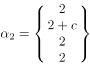 α₂ = { 2
2 + c
2
2 }